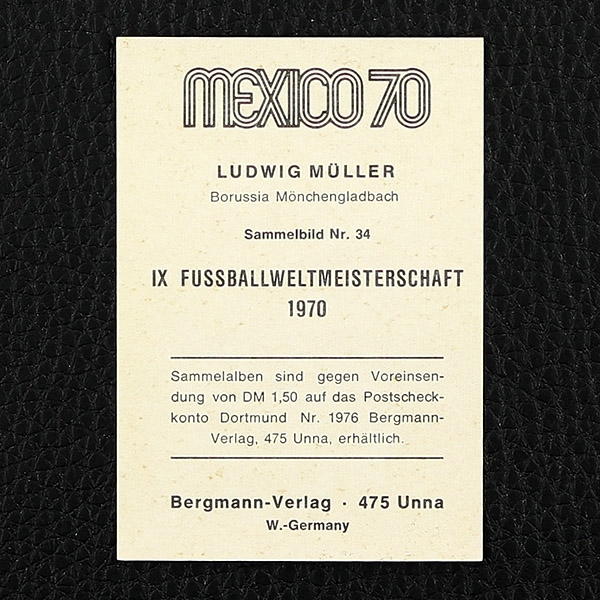 MEXICO 70
LUDWIG MÜLLER
Borussia Mönchengladbach
Sammelbild Nr. 34
IX FUSSBALLWELTMEISTERSCHAFT
1970
Sammelalben sind gegen Voreinsen-
dung von DM 1,50 auf das Postscheck-
konto Dortmund Nr. 1976 Bergmann-
Verlag, 475 Unna, erhältlich.
Bergmann-Verlag · 475 Unna
W.-Germany